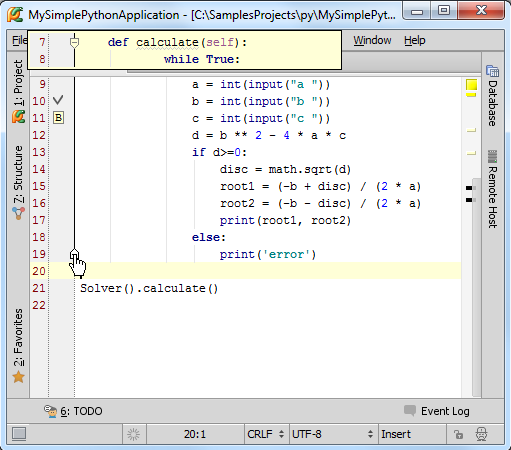 MySimplePythonApplication - [C:\SamplesProjects\py\MySimplePyt...
File Window Help
7 def calculate(self):
8 while True:
9 a = int(input("a "))
10 b = int(input("b "))
11 B c = int(input("c "))
12 d = b ** 2 - 4 * a * c
13 if d>=0:
14 disc = math.sqrt(d)
15 root1 = (-b + disc) / (2 * a)
16 root2 = (-b - disc) / (2 * a)
17 print(root1, root2)
18 else:
19 print('error')
20
21 Solver().calculate()
22
1: Project
7: Structure
2: Favorites
Database
Remote Host
6: TODO Event Log
20:1 CRLF UTF-8 Insert